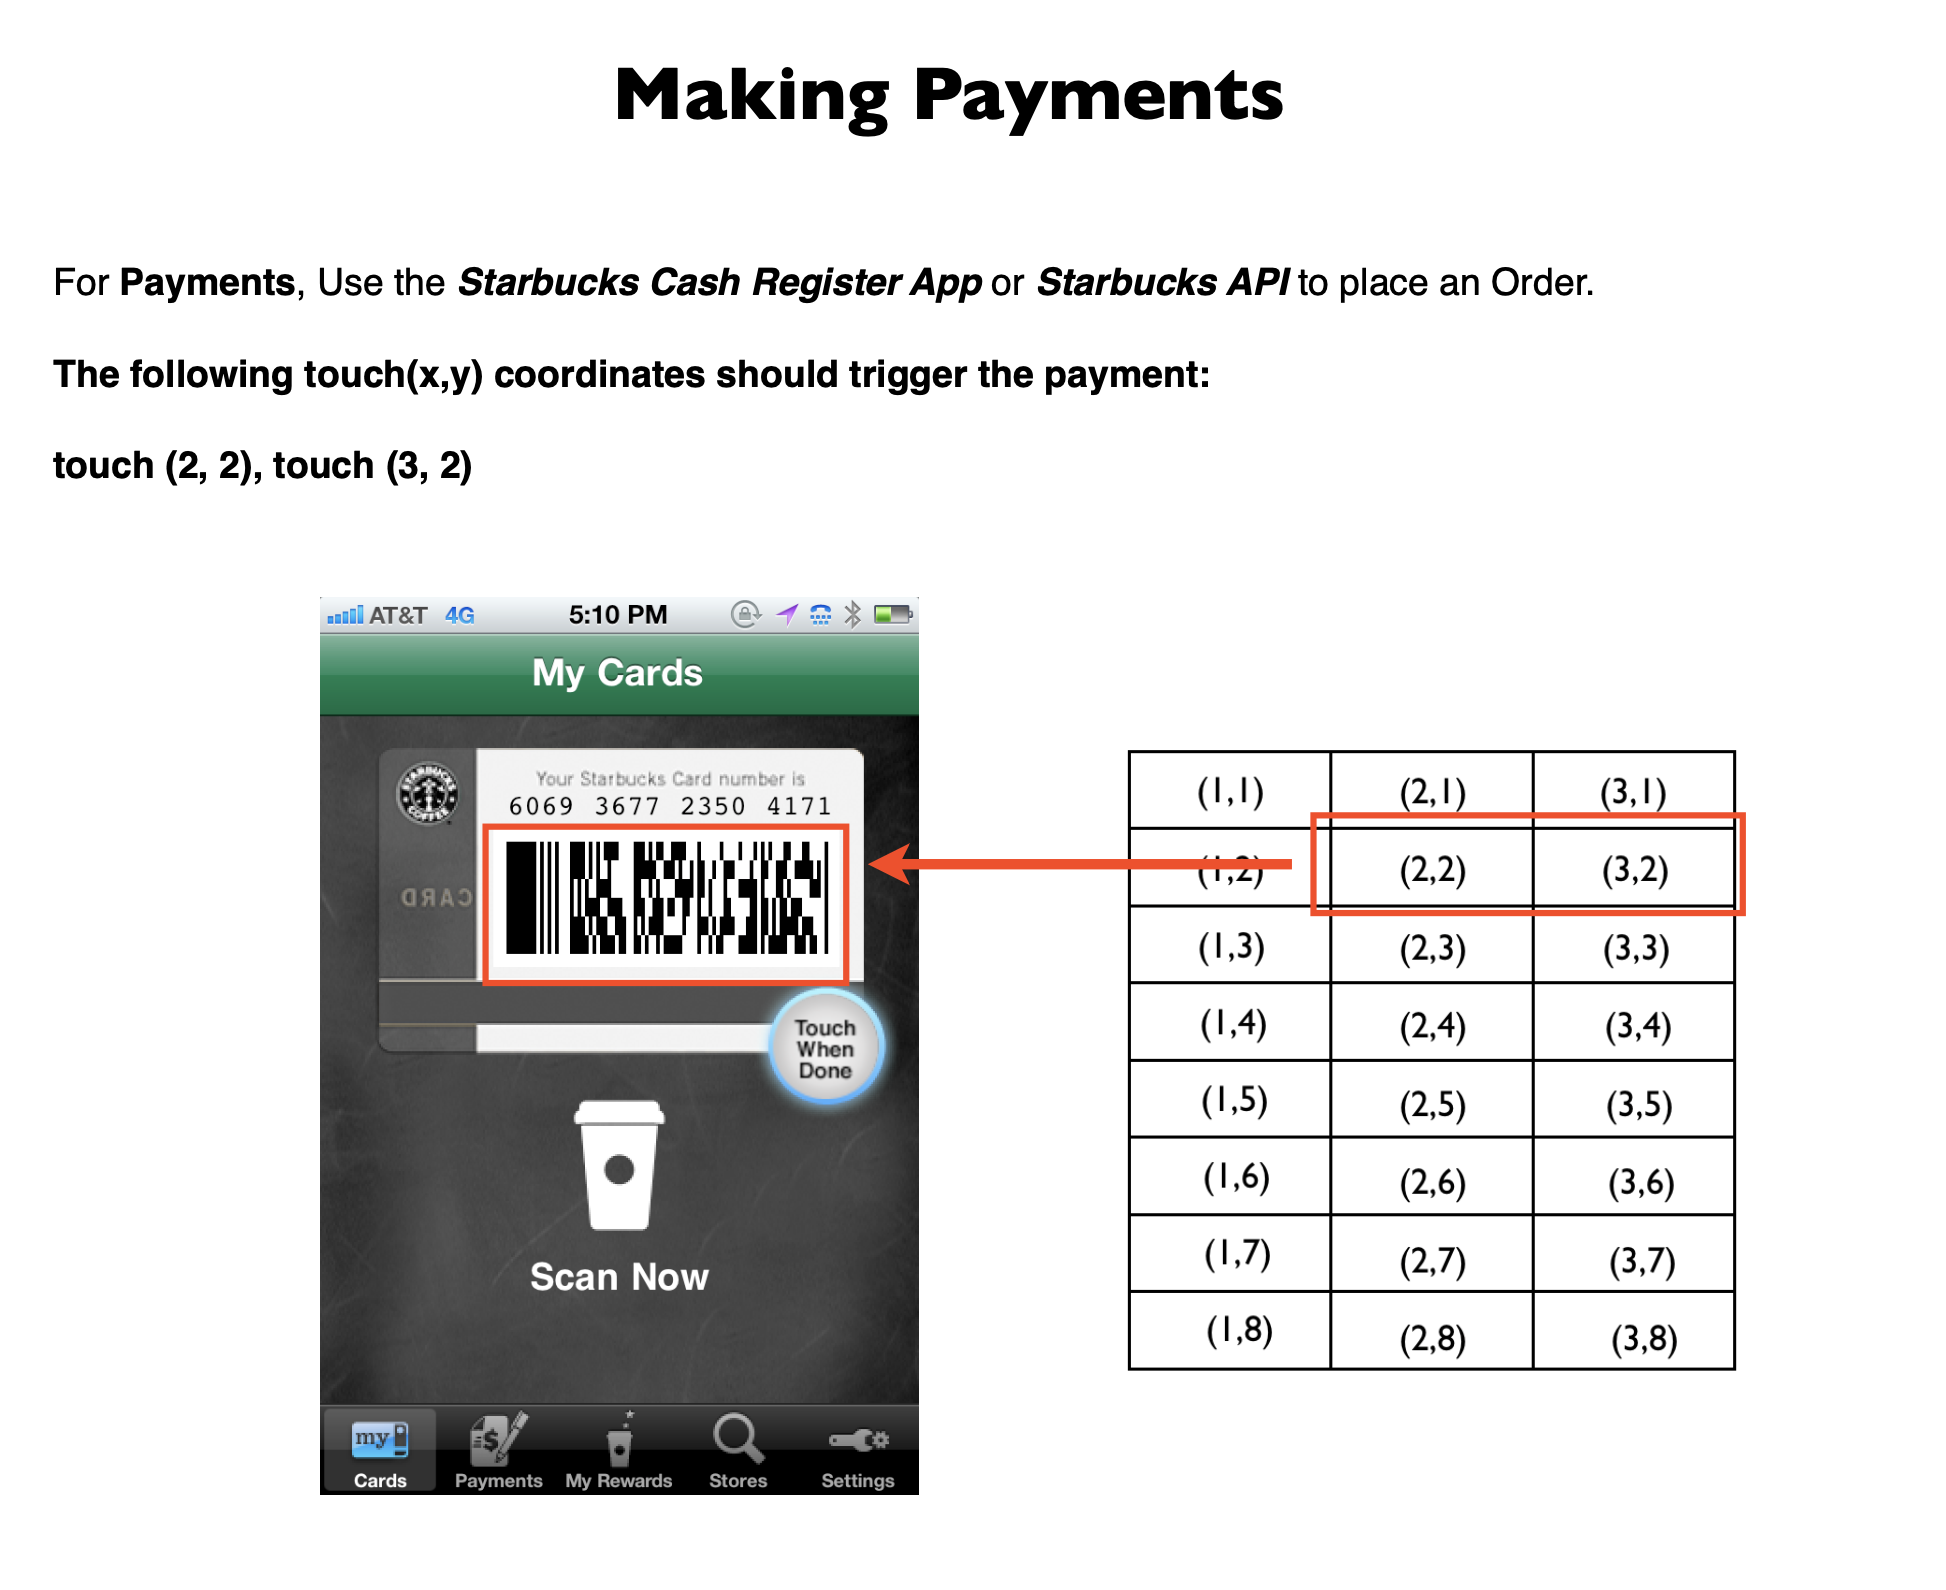 Making Payments
For Payments, Use the Starbucks Cash Register App or Starbucks API to place an Order.
The following touch(x,y) coordinates should trigger the payment:
touch (2, 2), touch (3, 2)
AT&T 4G 5:10 PM
My Cards
STARBUCKS COFFEE
Your Starbucks Card number is
6069 3677 2350 4171
CARD
Touch
When
Done
Scan Now
my
$
Cards Payments My Rewards Stores Settings
(1,1) (2,1) (3,1)
(1,2) (2,2) (3,2)
(1,3) (2,3) (3,3)
(1,4) (2,4) (3,4)
(1,5) (2,5) (3,5)
(1,6) (2,6) (3,6)
(1,7) (2,7) (3,7)
(1,8) (2,8) (3,8)